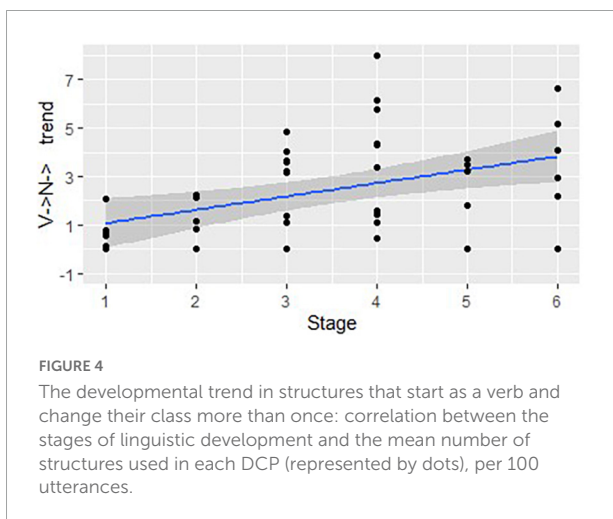 7
5
3
1
-1
V->N-> trend
1 2 3 4 5 6
Stage
FIGURE 4
The developmental trend in structures that start as a verb and
change their class more than once: correlation between the
stages of linguistic development and the mean number of
structures used in each DCP (represented by dots), per 100
utterances.